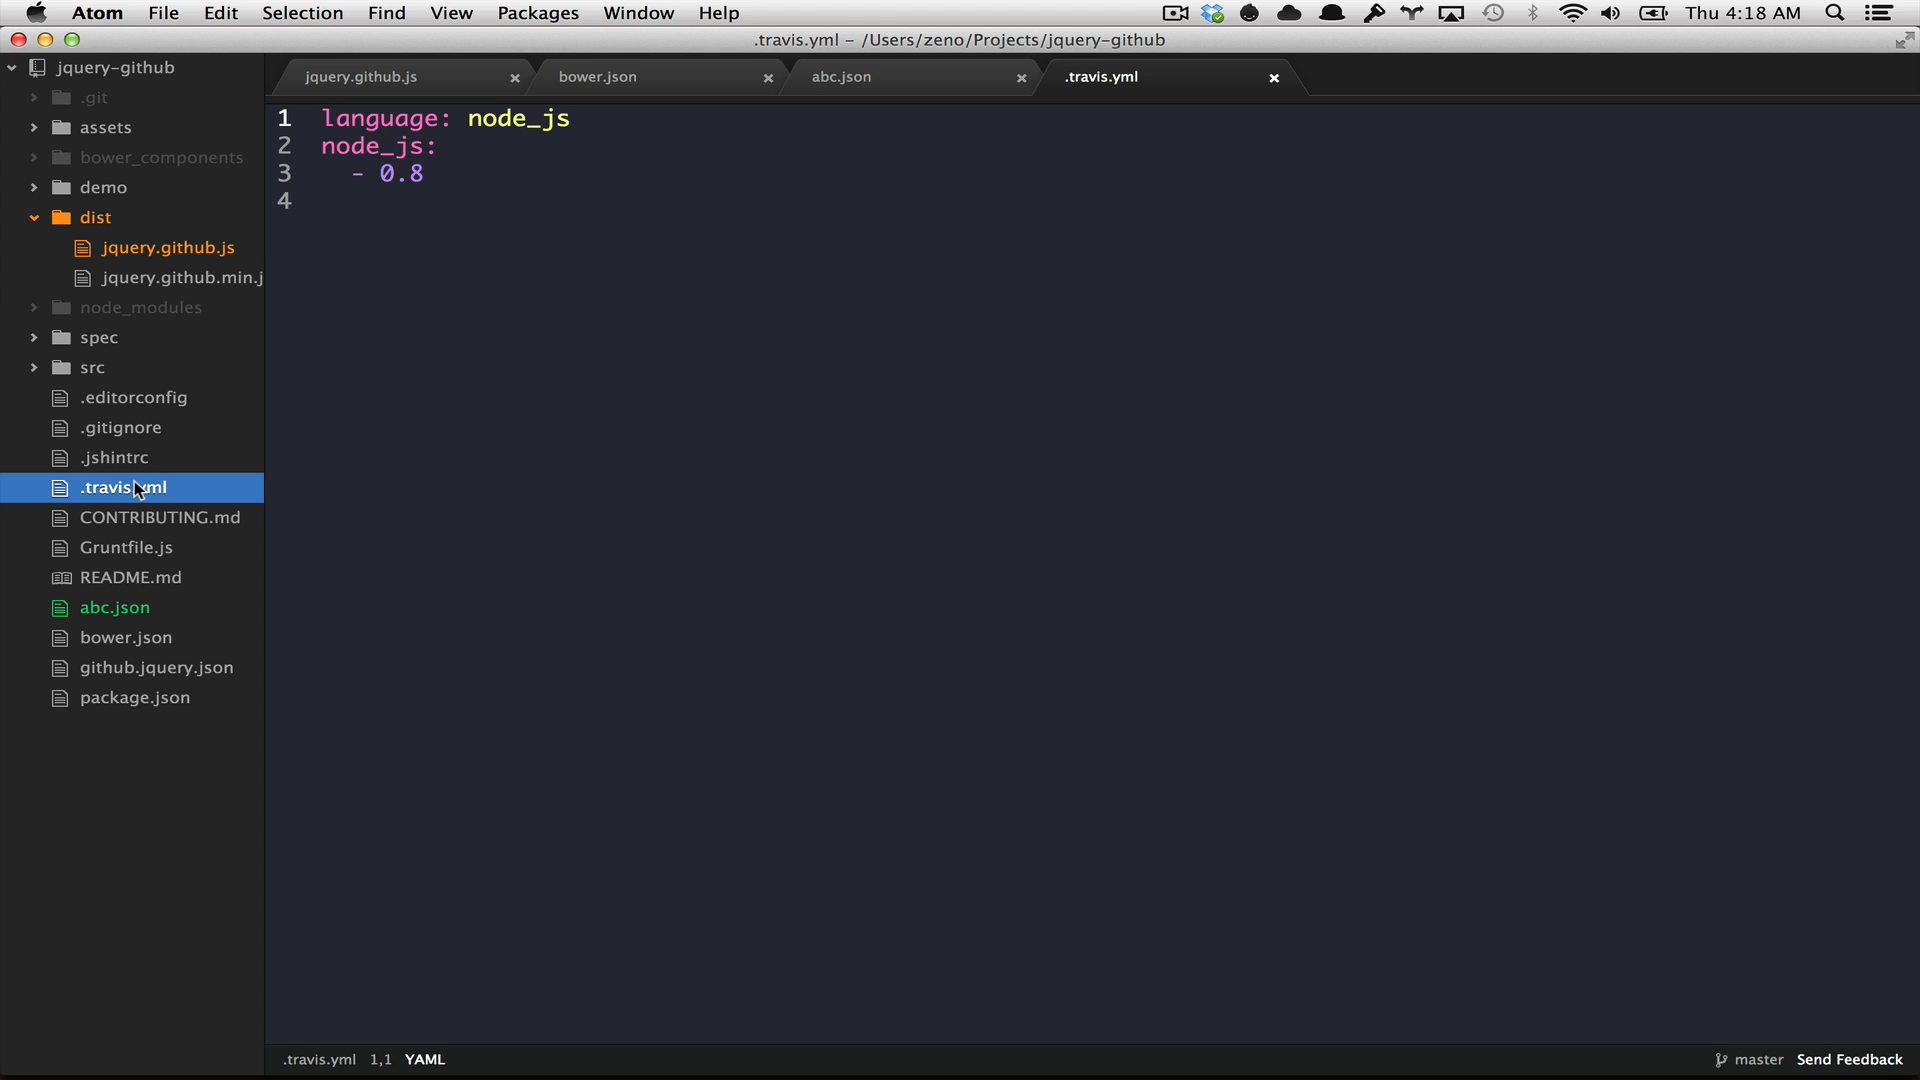 Atom File Edit Selection Find View Packages Window Help Thu 4:18 AM
.travis.yml – /Users/zeno/Projects/jquery-github
jquery-github
.git
assets
bower_components
demo
dist
jquery.github.js
jquery.github.min.j
node_modules
spec
src
.editorconfig
.gitignore
.jshintrc
.travis.yml
CONTRIBUTING.md
Gruntfile.js
README.md
abc.json
bower.json
github.jquery.json
package.json
jquery.github.js bower.json abc.json .travis.yml
1 language: node_js
2 node_js:
3 - 0.8
4
.travis.yml 1,1 YAML master Send Feedback